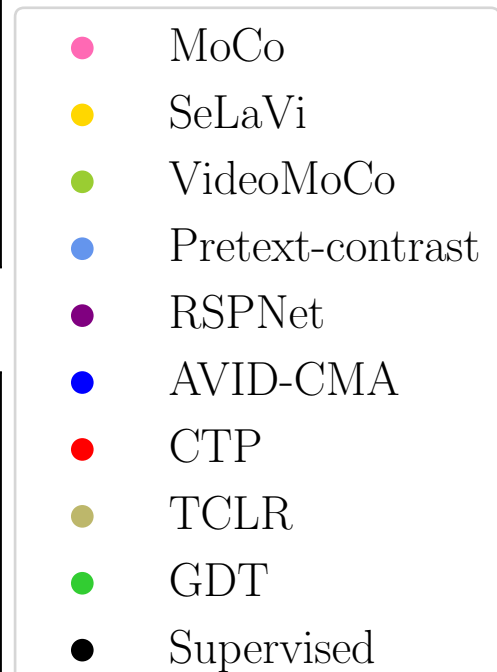 MoCo
SeLaVi
VideoMoCo
Pretext-contrast
RSPNet
AVID-CMA
CTP
TCLR
GDT
Supervised